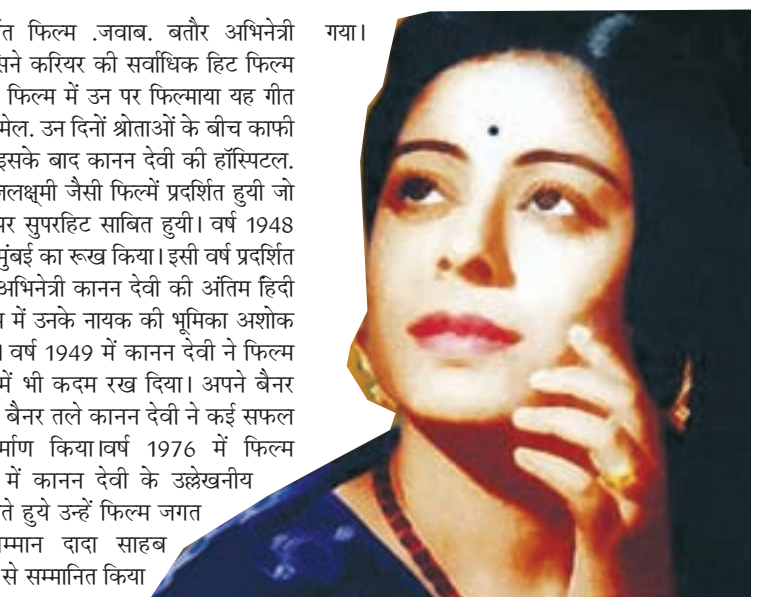 फिल्म .जवाब. बतौर अभिनेत्री
करियर की सर्वाधिक हिट फिल्म
फिल्म में उन पर फिल्माया यह गीत
मेल. उन दिनों श्रोताओं के बीच काफी
इसके बाद कानन देवी की हॉस्पिटल.
जैसी फिल्में प्रदर्शित हुयी जो
पर सुपरहिट साबित हुयी। वर्ष 1948
मुंबई का रूख किया। इसी वर्ष प्रदर्शित
अभिनेत्री कानन देवी की अंतिम हिंदी
में उनके नायक की भूमिका अशोक
वर्ष 1949 में कानन देवी ने फिल्म
में भी कदम रख दिया। अपने बैनर
बैनर तले कानन देवी ने कई सफल
किया।वर्ष 1976 में फिल्म
में कानन देवी के उल्लेखनीय
हुये उन्हें फिल्म जगत
दादा साहब
से सम्मानित किया
गया।